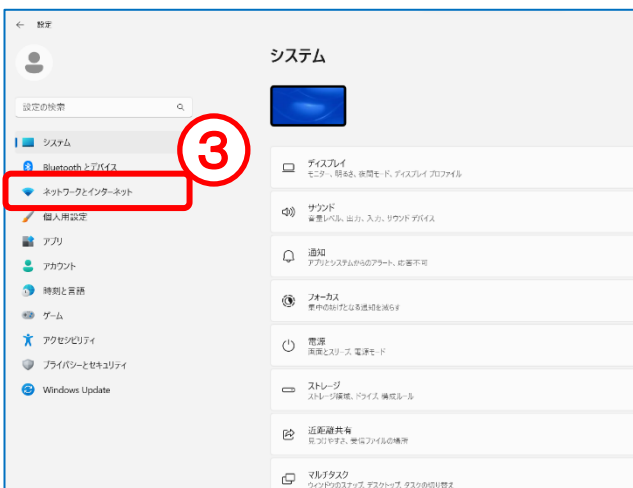 ← 設定
システム
設定の検索
システム
③
Bluetooth とデバイス
ネットワークとインターネット
個人用設定
アプリ
アカウント
時刻と言語
ゲーム
アクセシビリティ
プライバシーとセキュリティ
Windows Update
ディスプレイ
モニター、明るさ、夜間モード、ディスプレイ プロファイル
サウンド
音量レベル、出力、入力、サウンド デバイス
通知
アプリとシステムからのアラート、応答不可
フォーカス
集中の妨げとなる通知を減らす
電源
画面とスリープ、電源モード
ストレージ
ストレージ領域、ドライブ、構成ルール
近距離共有
見つけやすさ、受信ファイルの場所
マルチタスク
ウィンドウのスナップ、デスクトップ、タスクの切り替え